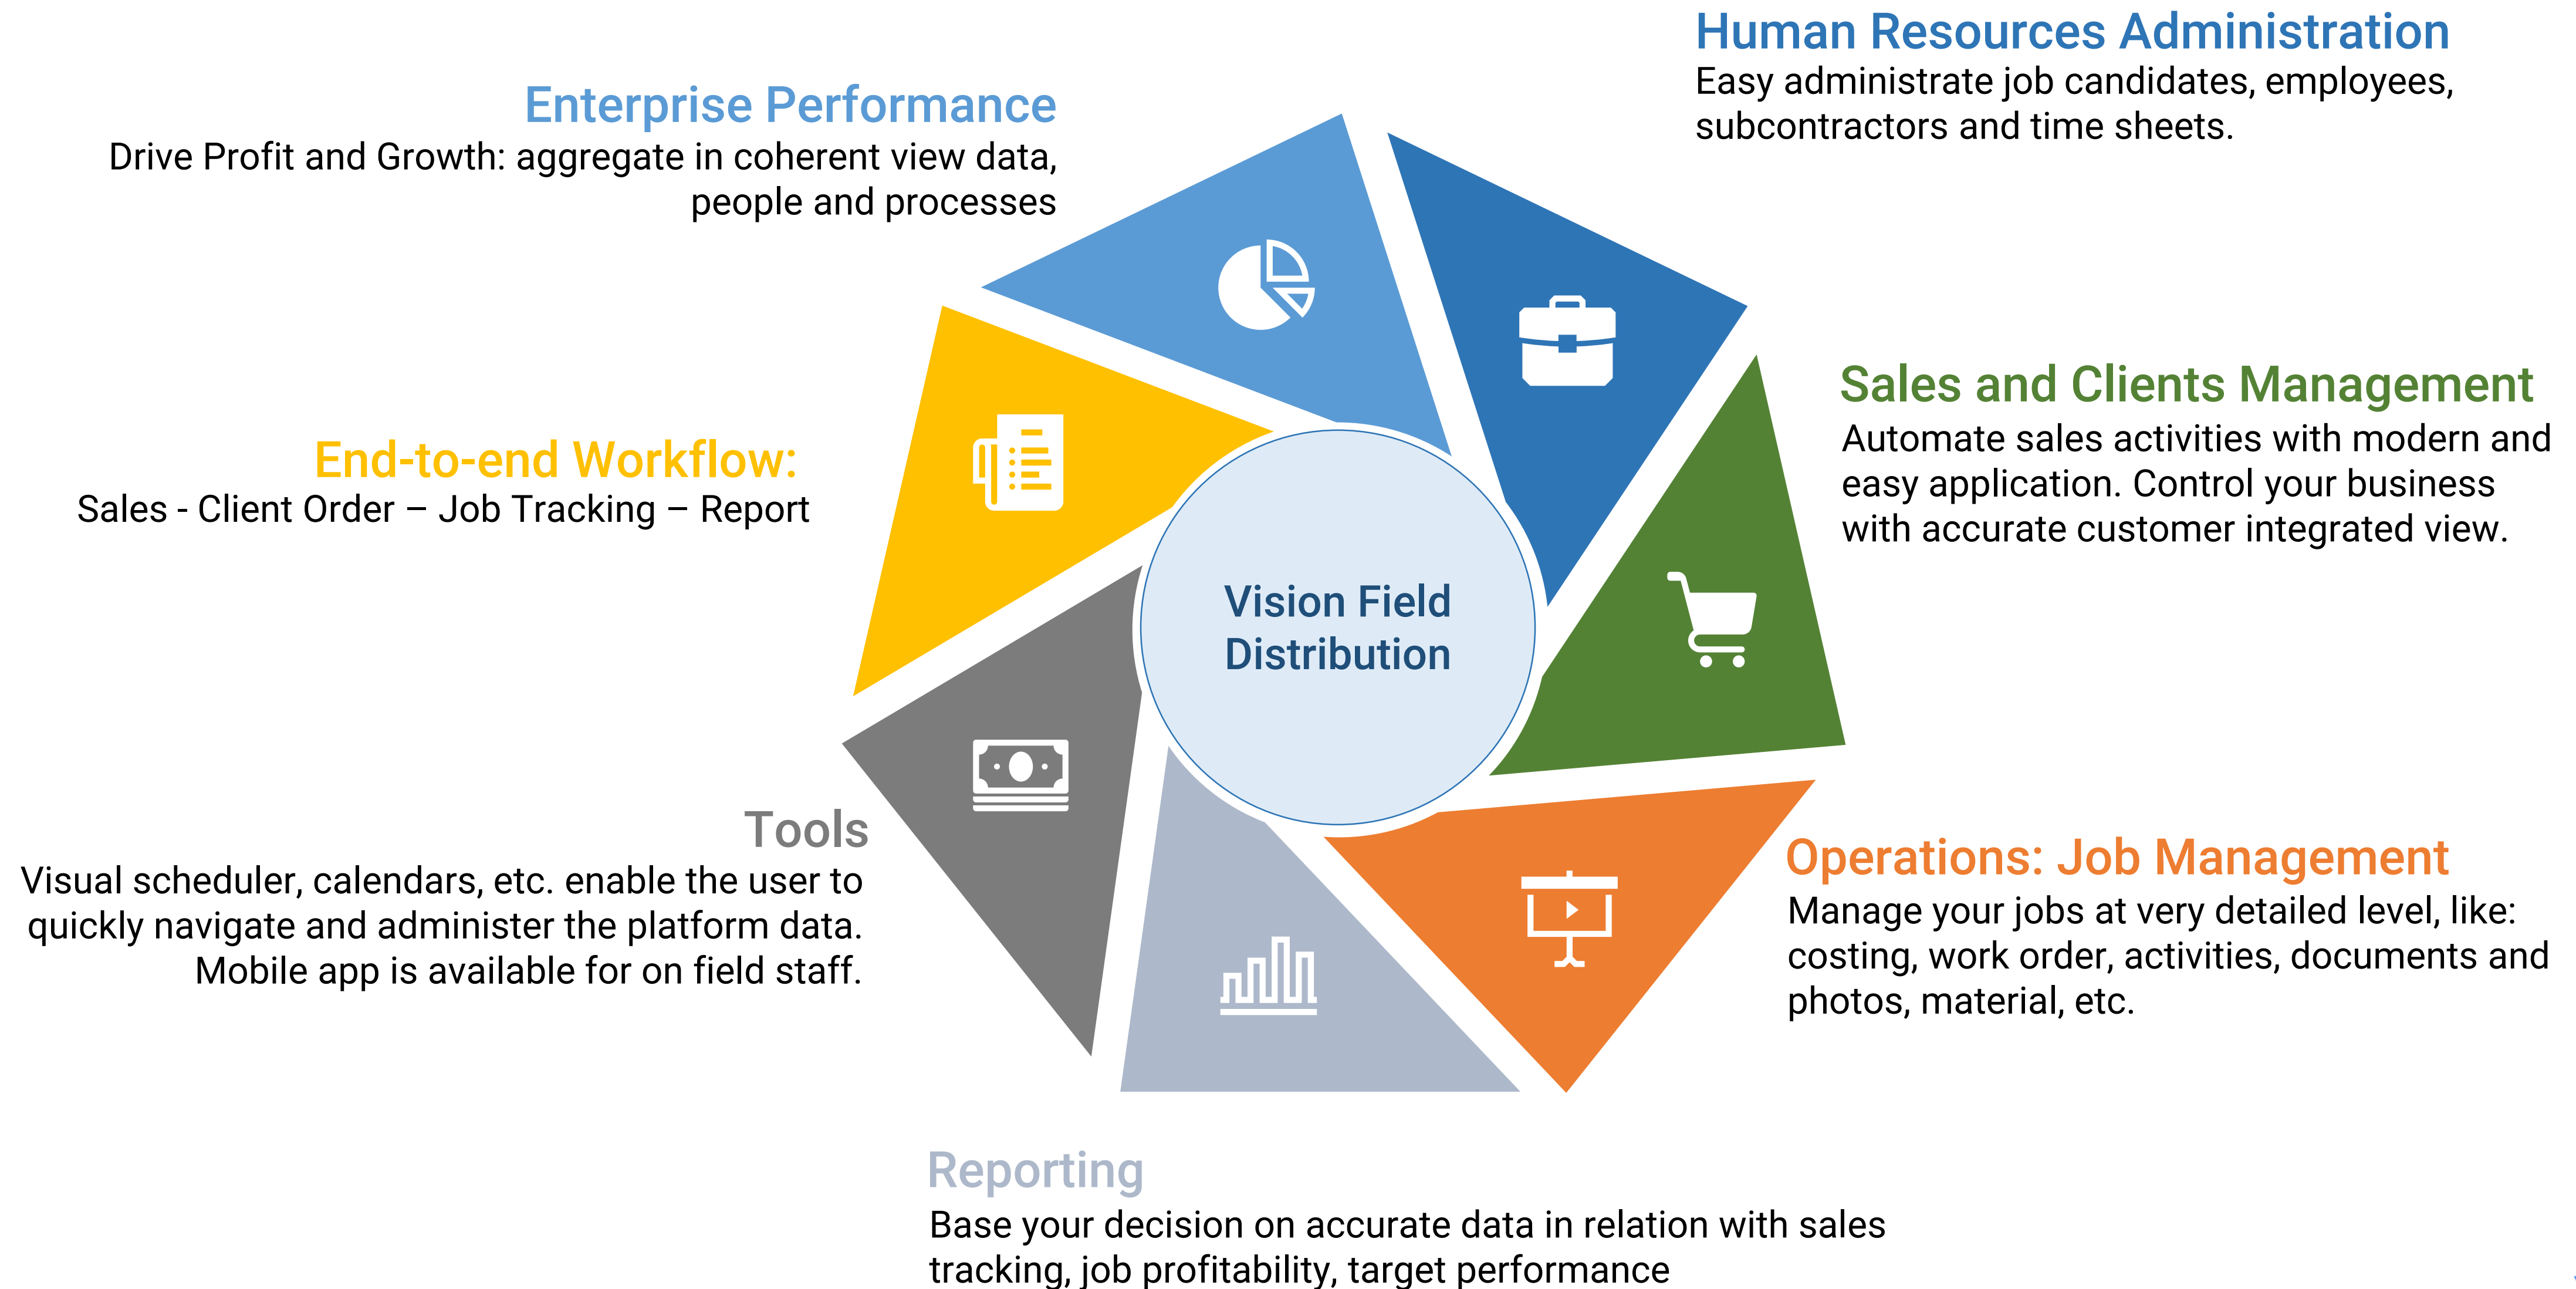 Human Resources Administration
Easy administrate job candidates, employees,
subcontractors and time sheets.
Enterprise Performance
Drive Profit and Growth: aggregate in coherent view data,
people and processes
Sales and Clients Management
Automate sales activities with modern and
easy application. Control your business
with accurate customer integrated view.
End-to-end Workflow:
Sales - Client Order – Job Tracking – Report
Vision Field
Distribution
Tools
Visual scheduler, calendars, etc. enable the user to
quickly navigate and administer the platform data.
Mobile app is available for on field staff.
Operations: Job Management
Manage your jobs at very detailed level, like:
costing, work order, activities, documents and
photos, material, etc.
Reporting
Base your decision on accurate data in relation with sales
tracking, job profitability, target performance